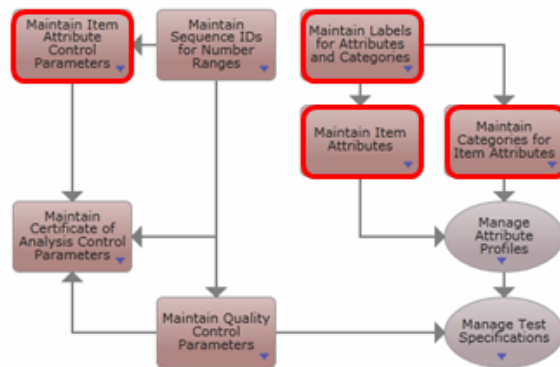 Maintain Item
Attribute
Control
Parameters
Maintain
Sequence IDs
for Number
Ranges
Maintain Labels
for Attributes
and Categories
Maintain Item
Attributes
Maintain
Categories for
Item Attributes
Maintain
Certificate of
Analysis Control
Parameters
Manage
Attribute
Profiles
Maintain Quality
Control
Parameters
Manage Test
Specifications